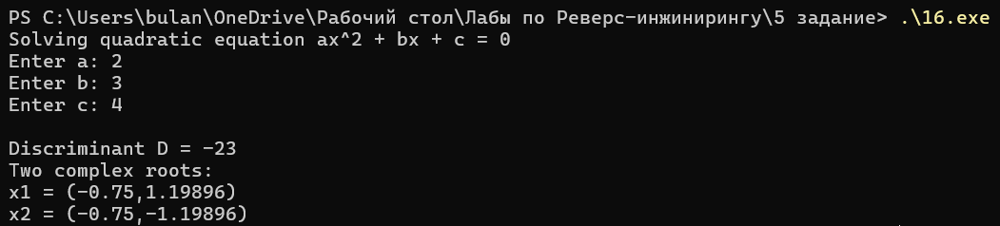 PS C:\Users\bulan\OneDrive\Рабочий стол\Лабы по Реверс-инжинирингу\5 задание> .\16.exe
Solving quadratic equation ax^2 + bx + c = 0
Enter a: 2
Enter b: 3
Enter c: 4
Discriminant D = -23
Two complex roots:
x1 = (-0.75,1.19896)
x2 = (-0.75,-1.19896)